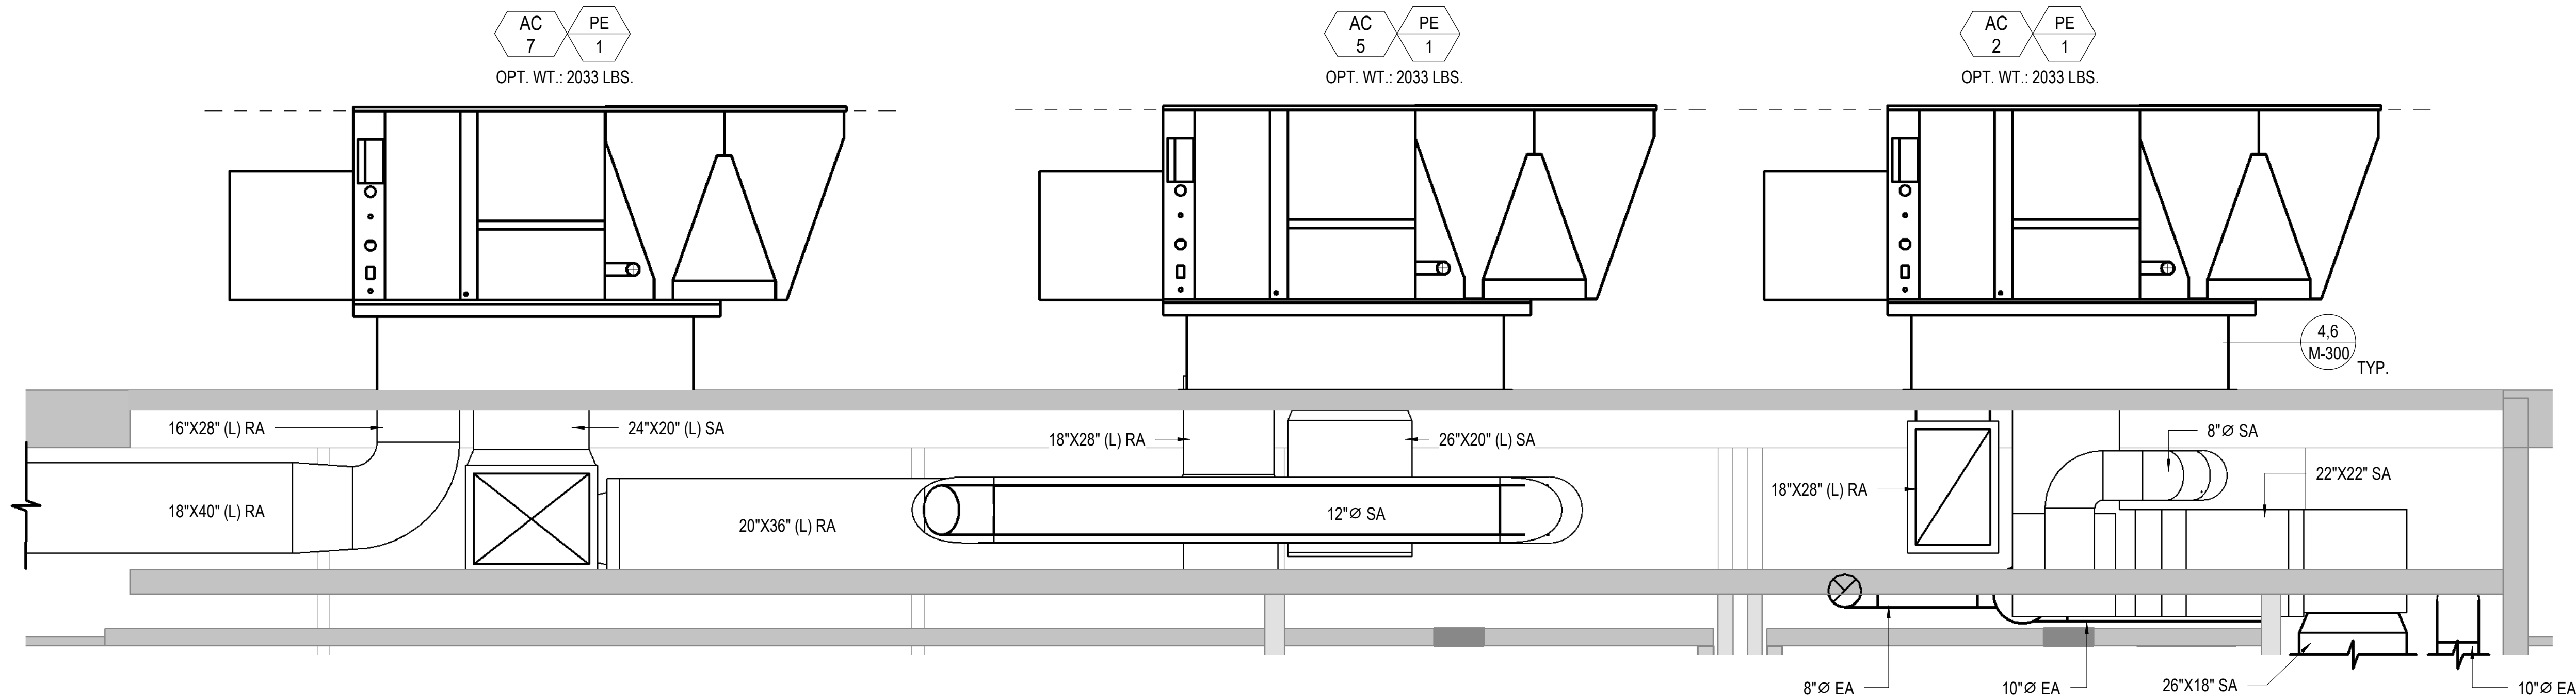 AC
7
PE
1
OPT. WT.: 2033 LBS.
AC
5
PE
1
OPT. WT.: 2033 LBS.
AC
2
PE
1
OPT. WT.: 2033 LBS.
4,6
M-300
TYP.
16"X28" (L) RA
24"X20" (L) SA
18"X28" (L) RA
26"X20" (L) SA
8"Ø SA
22"X22" SA
18"X28" (L) RA
18"X40" (L) RA
20"X36" (L) RA
12"Ø SA
8"Ø EA
10"Ø EA
26"X18" SA
10"Ø EA